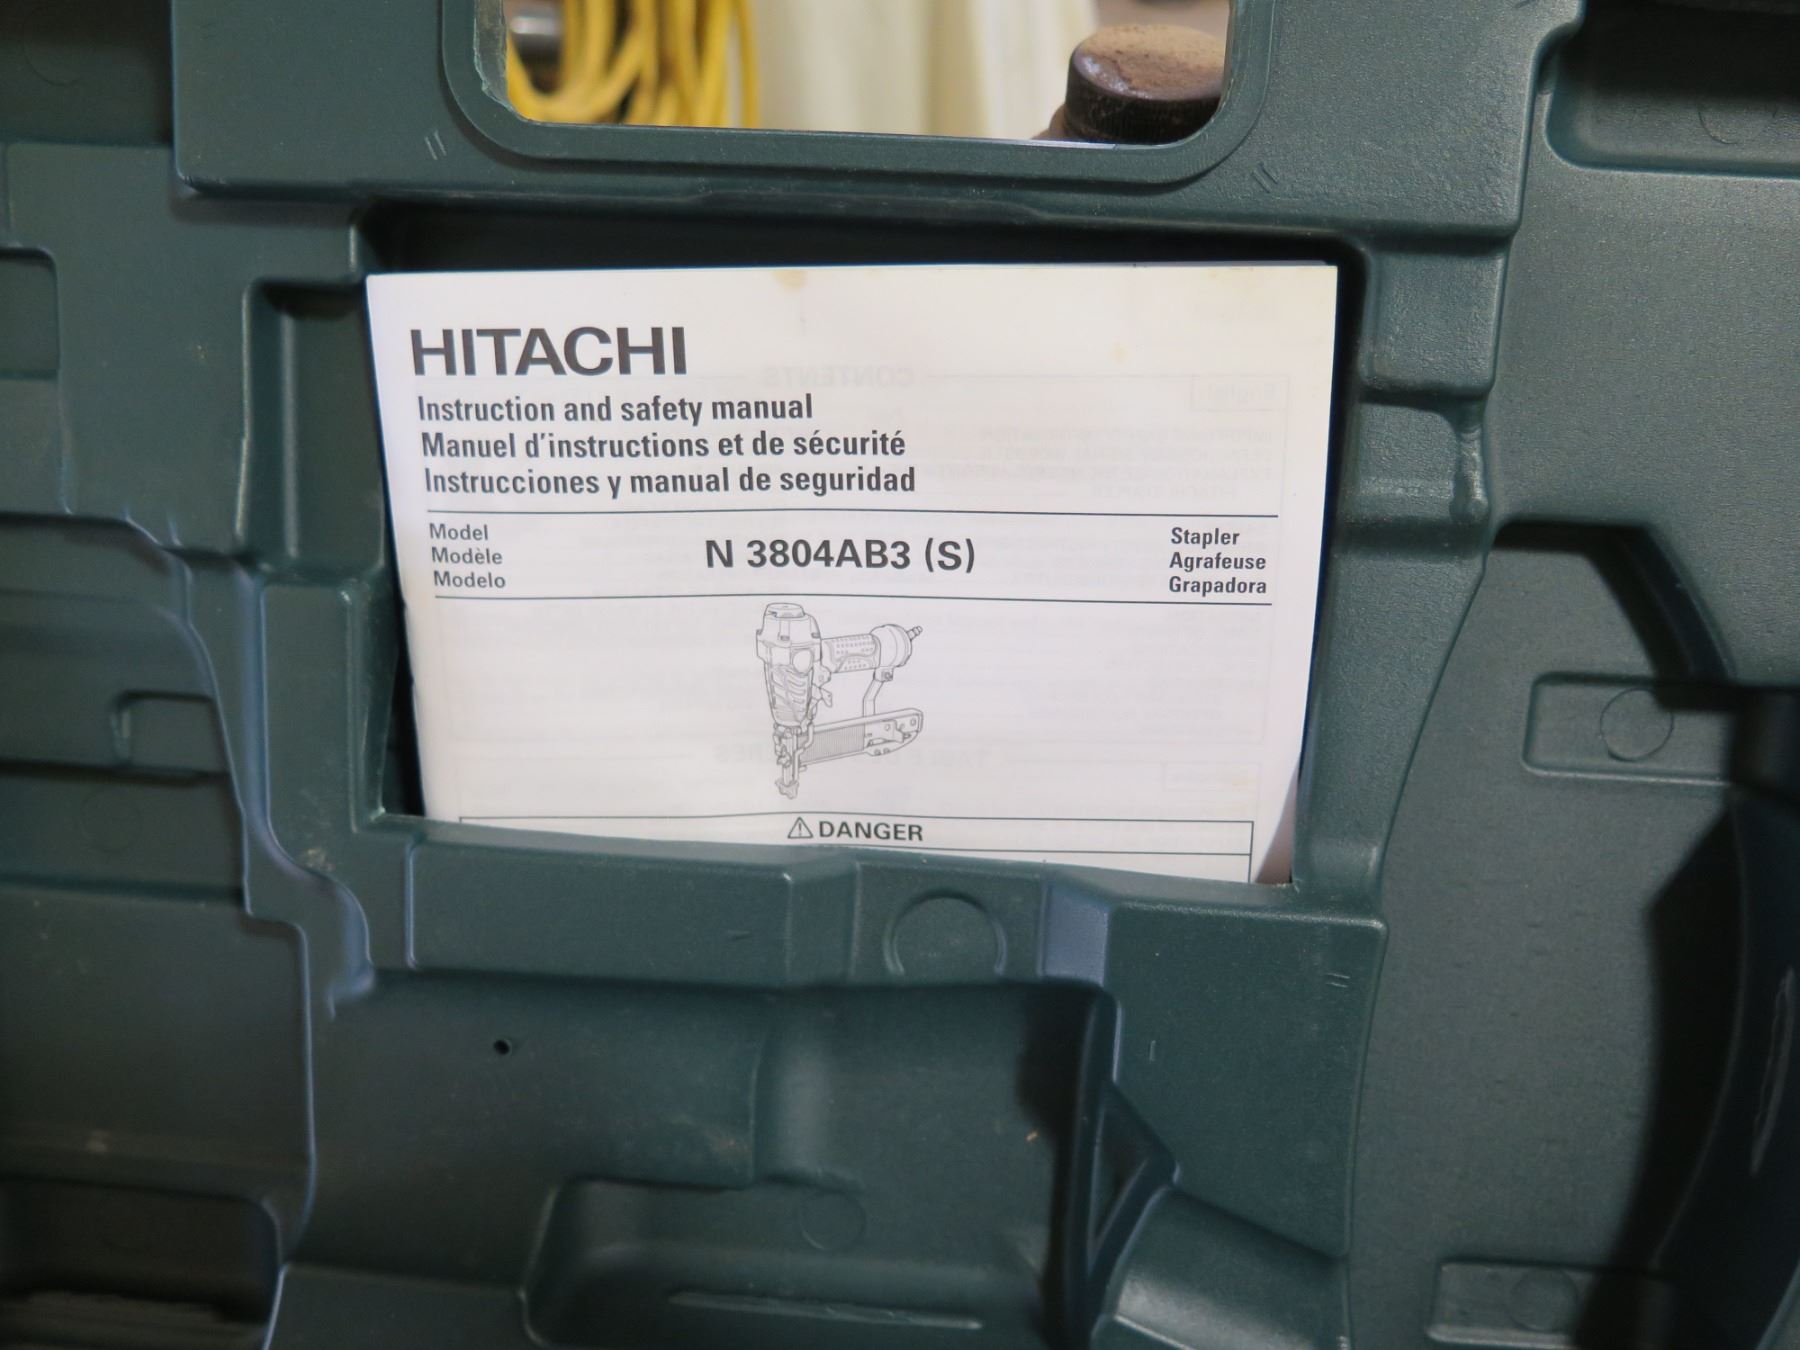 HITACHI
Instruction and safety manual
Manuel d'instructions et de sécurité
Instrucciones y manual de seguridad
Model
Modèle
Modelo
N 3804AB3 (S)
Stapler
Agrafeuse
Grapadora
⚠ DANGER